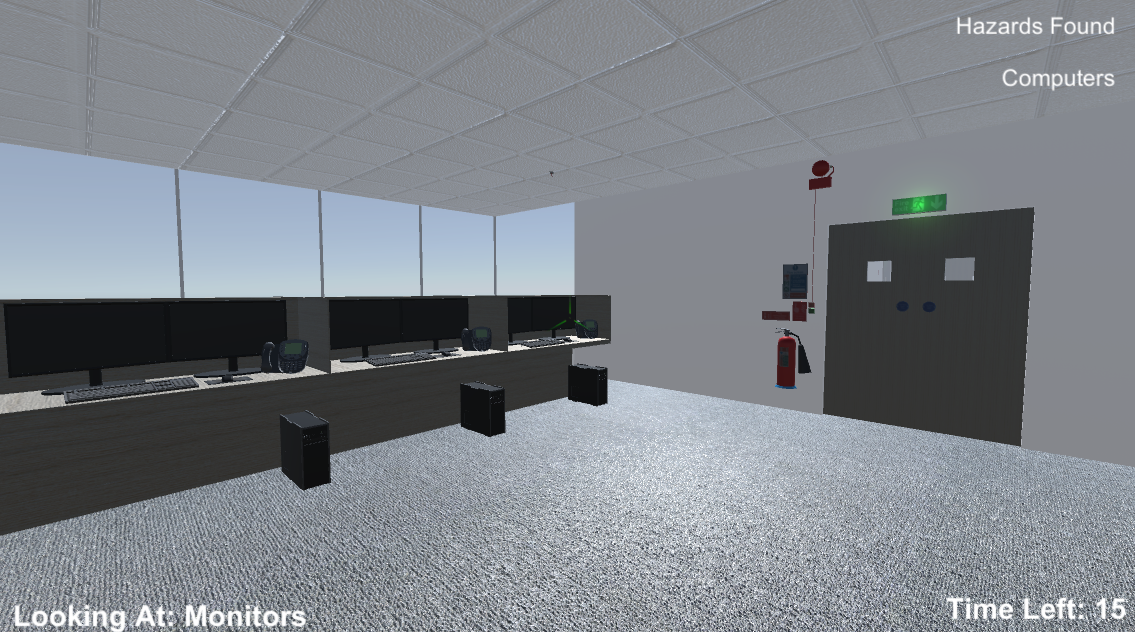 Hazards Found
Computers
Looking At: Monitors
Time Left: 15